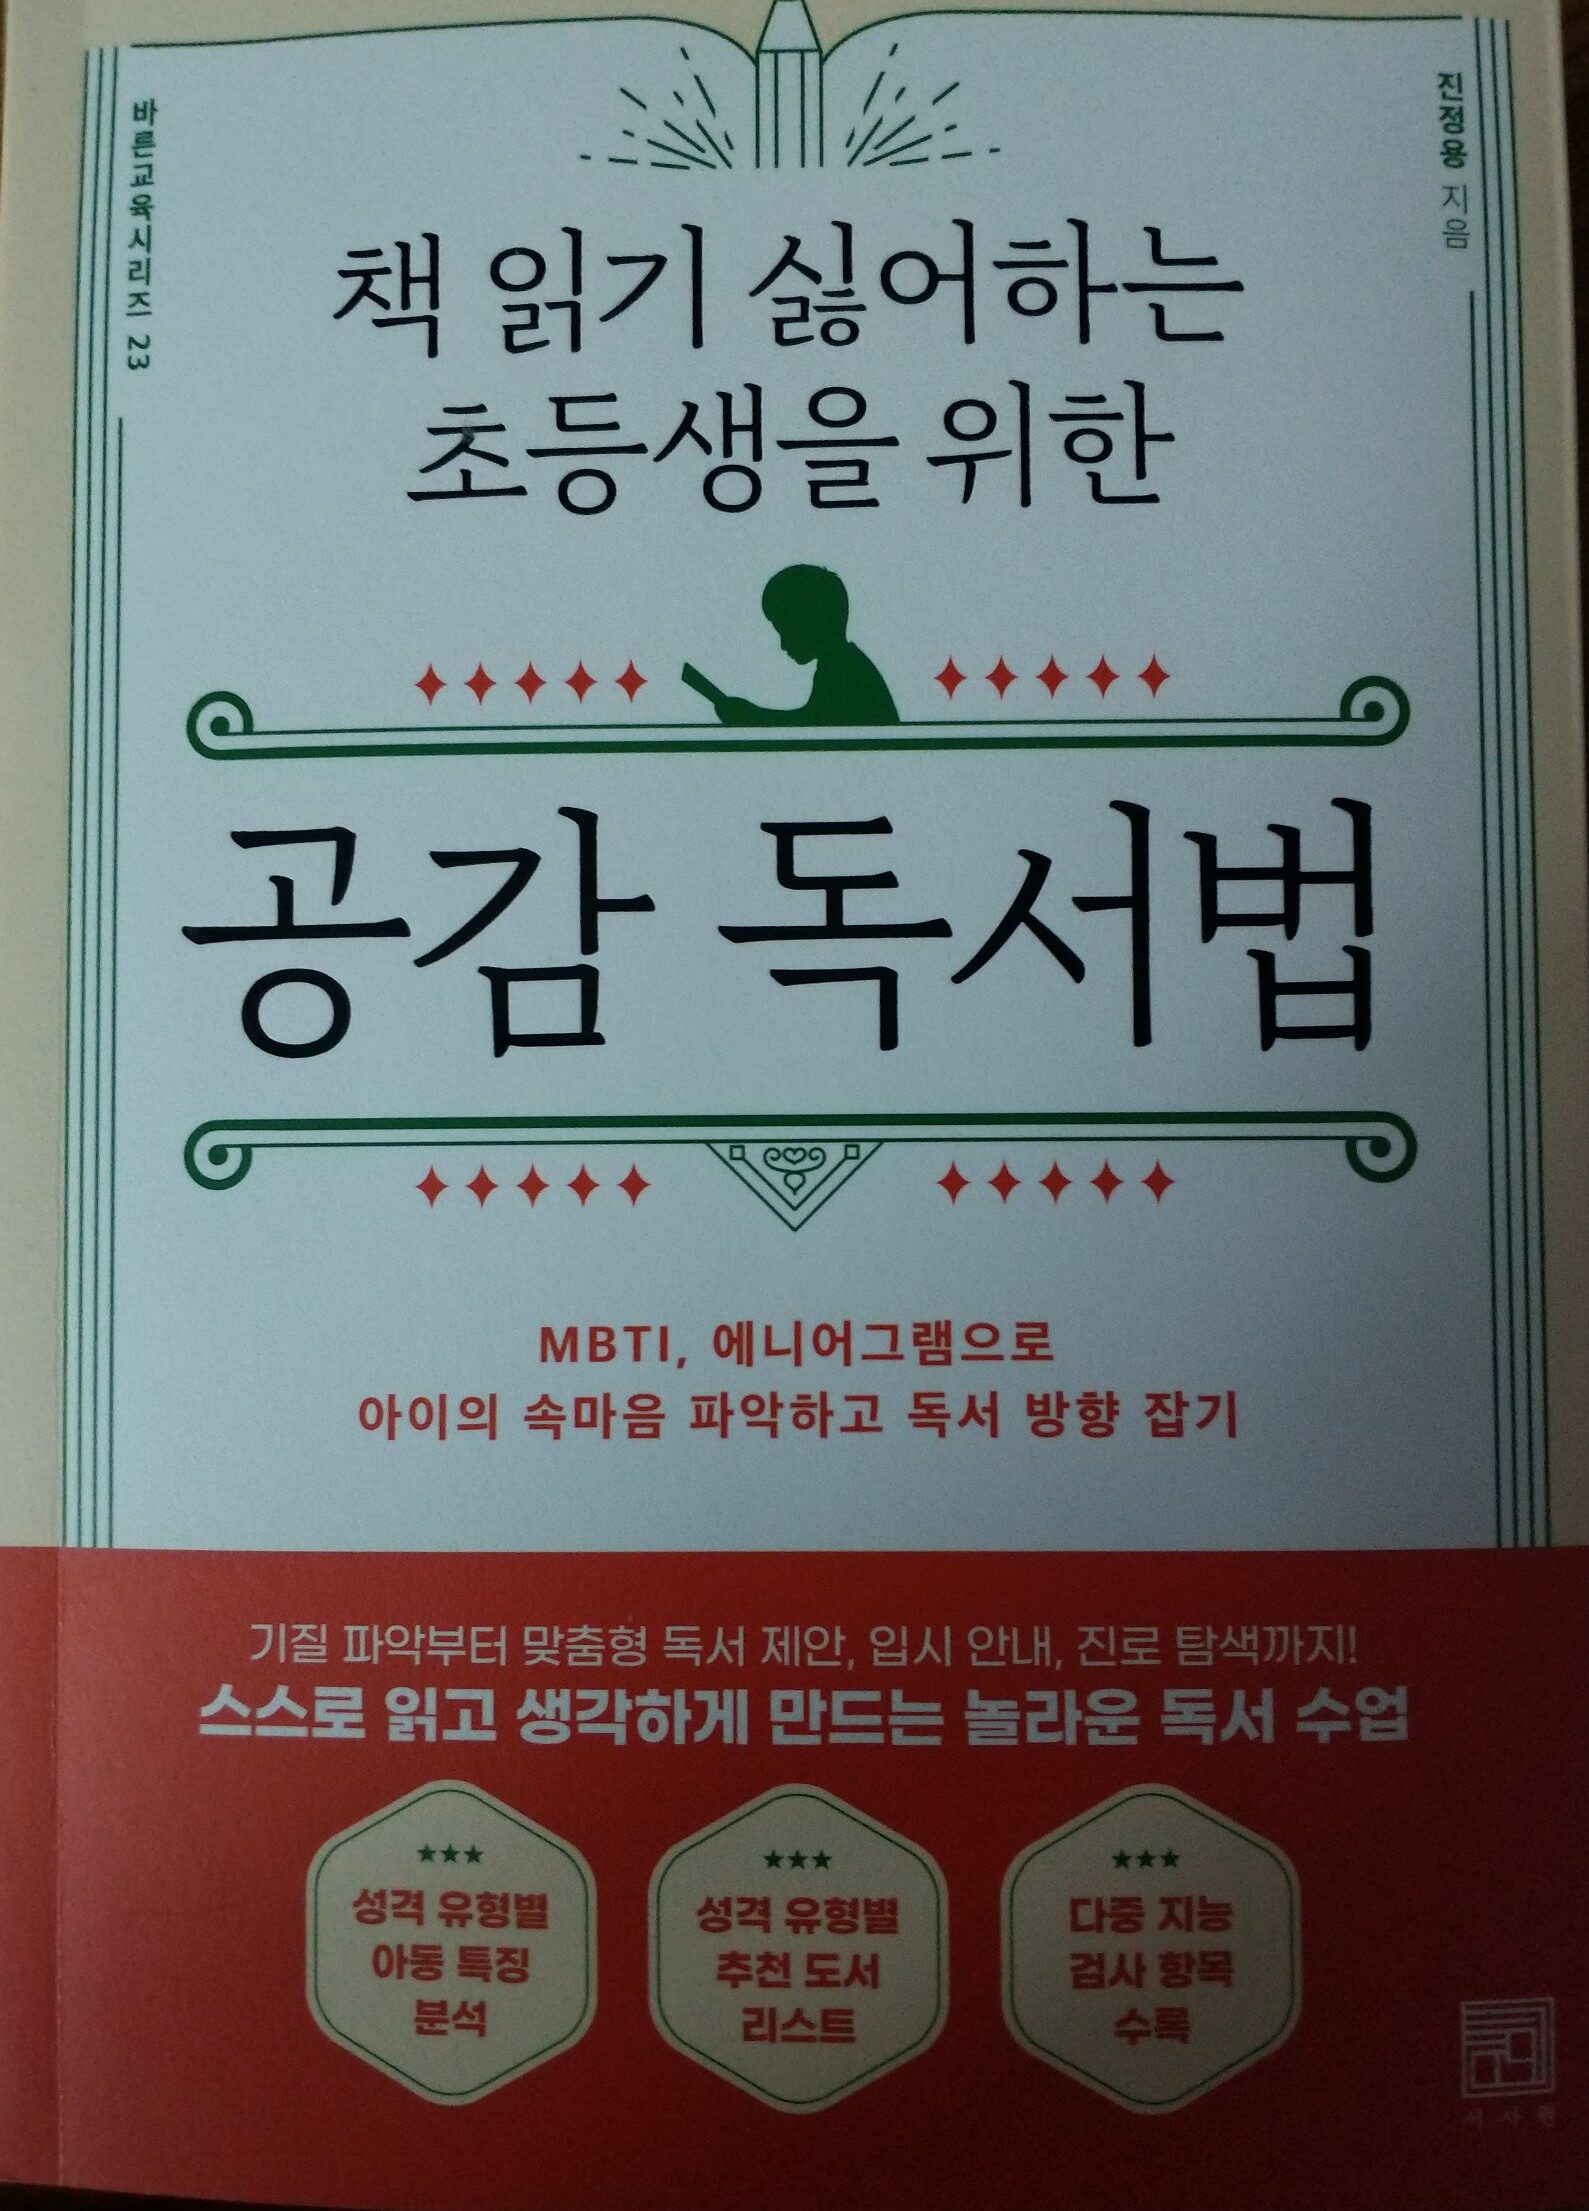 바른 교육 시리즈 23
진정용 지음
책 읽기 싫어하는
초등생을 위한
공감 독서법
MBTI, 에니어그램으로
아이의 속마음 파악하고 독서 방향 잡기
기질 파악부터 맞춤형 독서 제안, 입시 안내, 진로 탐색까지!
스스로 읽고 생각하게 만드는 놀라운 독서 수업
성격 유형별
아동 특징
분석
성격 유형별
추천 도서
리스트
다중 지능
검사 항목
수록
서사원